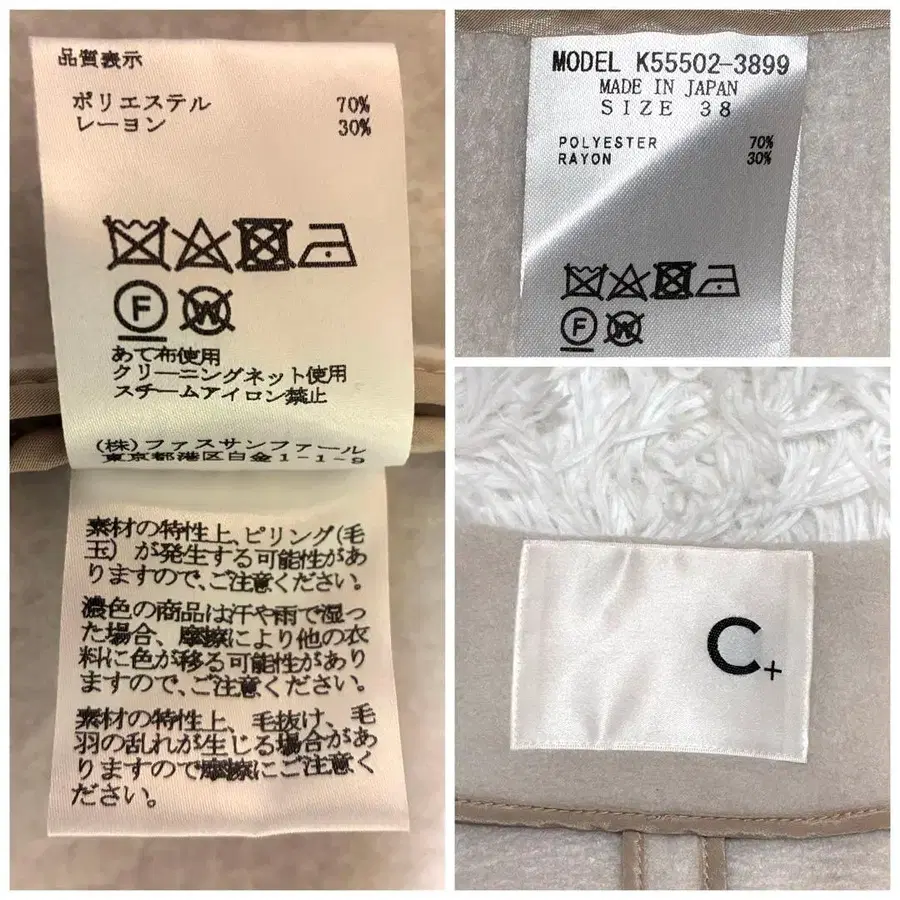 品質表示
ポリエステル 70%
レーヨン 30%
F
W
あて布使用
クリーニングネット使用
スチームアイロン禁止
(株)ファスサンファール
東京都港区白金1-1-9
素材の特性上、ピリング(毛
玉)が発生する可能性があ
りますので、ご注意ください。
濃色の商品は汗や雨で湿っ
た場合、摩擦により他の衣
料に色が移る可能性があり
ますので、ご注意ください。
素材の特性上、毛抜け、毛
羽の乱れが生じる場合があ
りますので摩擦にご注意く
ださい。
MODEL K55502-3899
MADE IN JAPAN
SIZE 38
POLYESTER 70%
RAYON 30%
F
W
C+